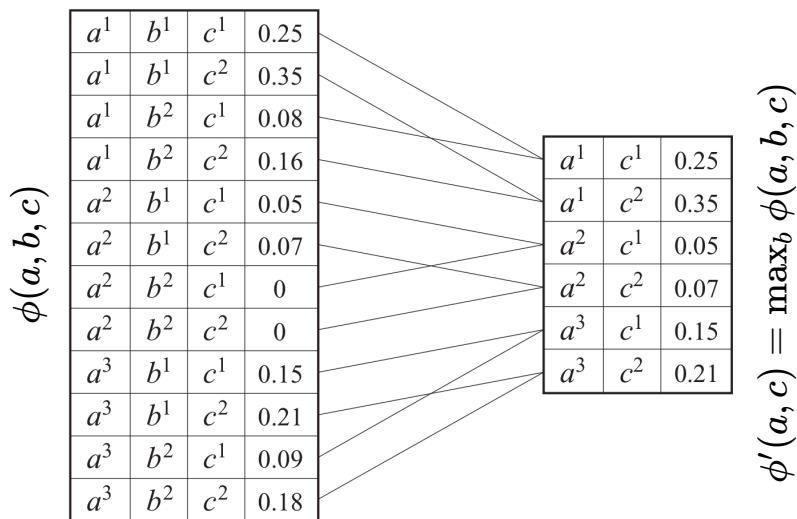 ϕ(a, b, c)
a¹ b¹ c¹ 0.25
a¹ b¹ c² 0.35
a¹ b² c¹ 0.08
a¹ b² c² 0.16
a² b¹ c¹ 0.05
a² b¹ c² 0.07
a² b² c¹ 0
a² b² c² 0
a³ b¹ c¹ 0.15
a³ b¹ c² 0.21
a³ b² c¹ 0.09
a³ b² c² 0.18
a¹ c¹ 0.25
a¹ c² 0.35
a² c¹ 0.05
a² c² 0.07
a³ c¹ 0.15
a³ c² 0.21
ϕ′(a, c) = max_b ϕ(a, b, c)